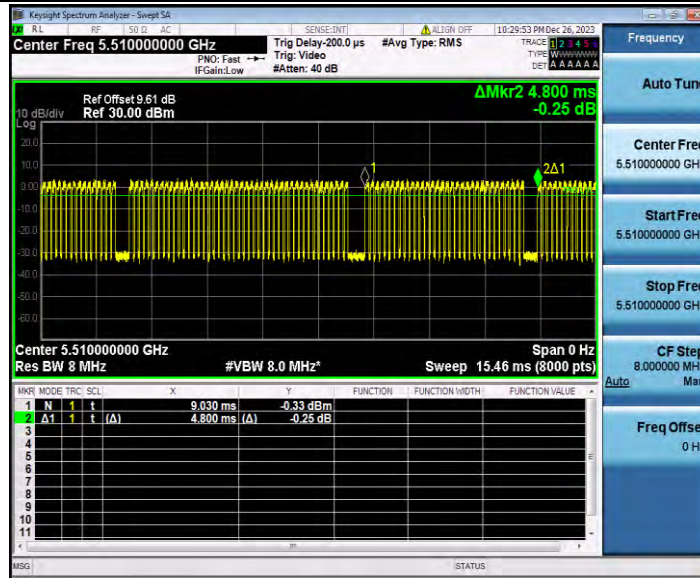 Keysight Spectrum Analyzer - Swept SA
RL RF 50 Ω AC SENSE:INT ALIGN OFF 10:29:53 PM Dec 26, 2023
Center Freq 5.510000000 GHz
PNO: Fast
IFGain:Low
Trig Delay-200.0 µs
Trig: Video
#Atten: 40 dB
#Avg Type: RMS
TRACE 1 2 3 4 5 6
TYPE
DET A A A A A A
Frequency
Auto Tune
Center Freq
5.510000000 GH
Start Freq
5.510000000 GH
Stop Freq
5.510000000 GH
CF Step
8.000000 MH
Auto Ma
Freq Offse
0 H
ΔMkr2 4.800 ms
-0.25 dB
Ref Offset 9.61 dB
10 dB/div Ref 30.00 dBm
Log
20.0
10.0
0.00
-10.0
-20.0
-30.0
-40.0
-50.0
-60.0
1
2Δ1
Center 5.510000000 GHz Span 0 Hz
Res BW 8 MHz #VBW 8.0 MHz* Sweep 15.46 ms (8000 pts)
MKR MODE TRC SCL X Y FUNCTION FUNCTION WIDTH FUNCTION VALUE
1 N 1 t 9.030 ms -0.33 dBm
2 Δ1 1 t (Δ) 4.800 ms (Δ) -0.25 dB
3
4
5
6
7
8
9
10
11
MSG STATUS